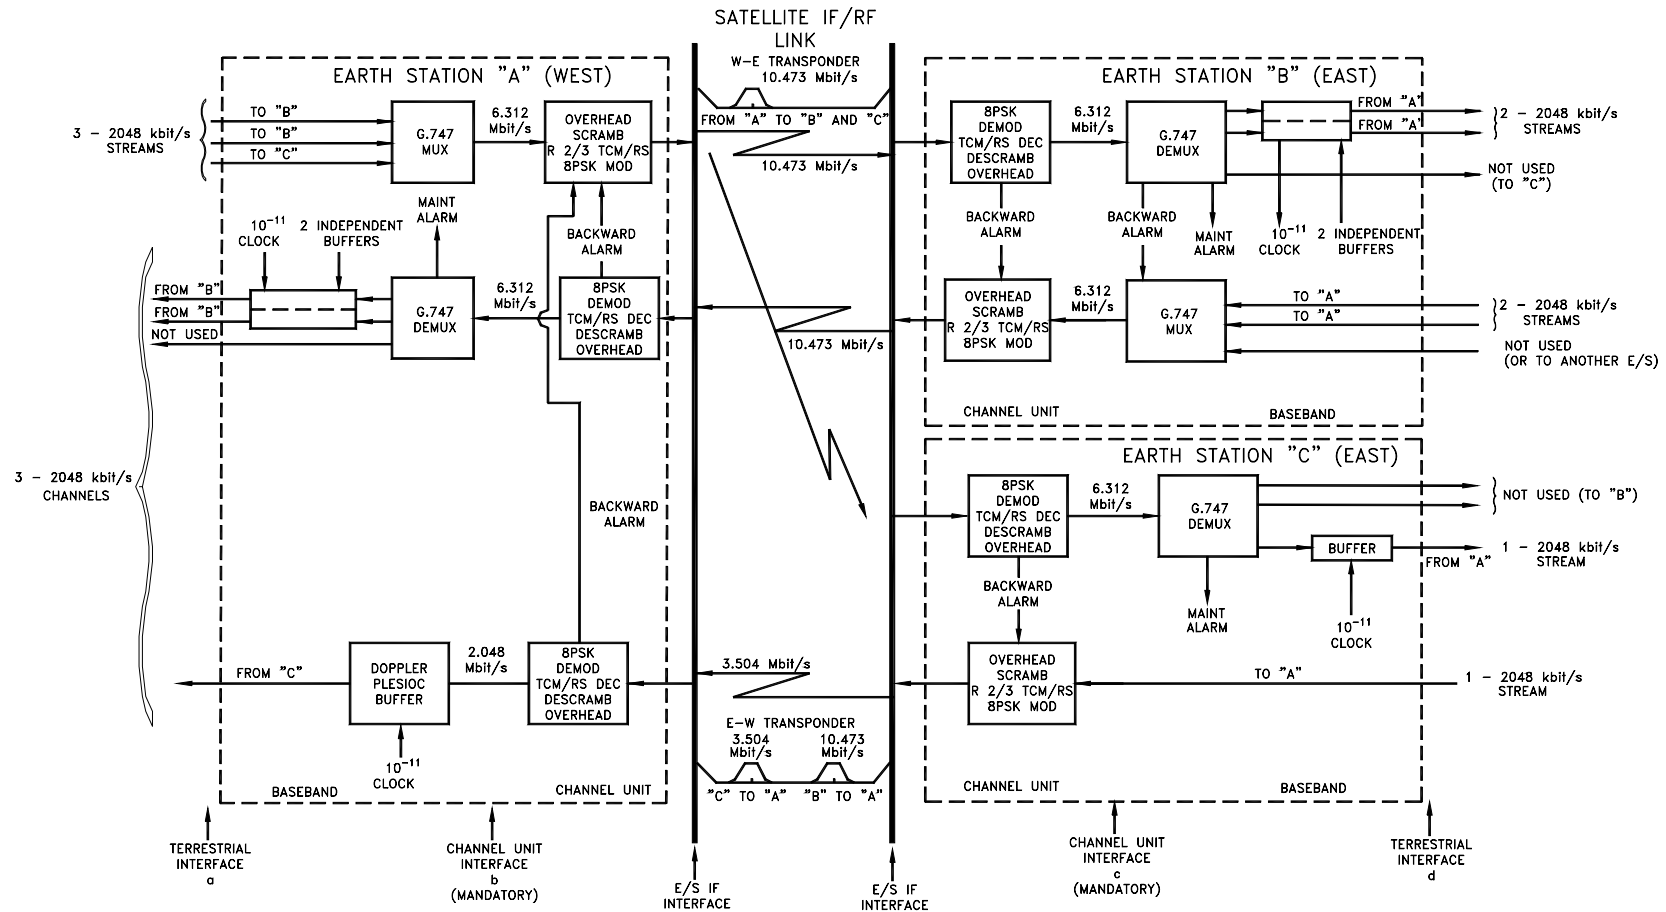 SATELLITE IF/RF
LINK
W-E TRANSPONDER
10.473 Mbit/s
FROM "A" TO "B" AND "C"
10.473 Mbit/s
10.473 Mbit/s
3.504 Mbit/s
E-W TRANSPONDER
3.504
Mbit/s
10.473
Mbit/s
"C" TO "A"
"B" TO "A"
EARTH STATION "A" (WEST)
3 - 2048 kbit/s
STREAMS
TO "B"
TO "B"
TO "C"
G.747
MUX
6.312
Mbit/s
OVERHEAD
SCRAMB
R 2/3 TCM/RS
8PSK MOD
MAINT
ALARM
10-11
CLOCK
2 INDEPENDENT
BUFFERS
BACKWARD
ALARM
FROM "B"
FROM "B"
NOT USED
G.747
DEMUX
6.312
Mbit/s
8PSK
DEMOD
TCM/RS DEC
DESCRAMB
OVERHEAD
3 - 2048 kbit/s
CHANNELS
BACKWARD
ALARM
FROM "C"
DOPPLER
PLESIOC
BUFFER
2.048
Mbit/s
8PSK
DEMOD
TCM/RS DEC
DESCRAMB
OVERHEAD
10-11
CLOCK
BASEBAND
CHANNEL UNIT
EARTH STATION "B" (EAST)
8PSK
DEMOD
TCM/RS DEC
DESCRAMB
OVERHEAD
6.312
Mbit/s
G.747
DEMUX
FROM "A"
FROM "A"
2 - 2048 kbit/s
STREAMS
NOT USED
(TO "C")
BACKWARD
ALARM
BACKWARD
ALARM
MAINT
ALARM
10-11
CLOCK
2 INDEPENDENT
BUFFERS
OVERHEAD
SCRAMB
R 2/3 TCM/RS
8PSK MOD
6.312
Mbit/s
G.747
MUX
TO "A"
TO "A"
2 - 2048 kbit/s
STREAMS
NOT USED
(OR TO ANOTHER E/S)
CHANNEL UNIT
BASEBAND
EARTH STATION "C" (EAST)
8PSK
DEMOD
TCM/RS DEC
DESCRAMB
OVERHEAD
6.312
Mbit/s
G.747
DEMUX
NOT USED (TO "B")
BUFFER
1 - 2048 kbit/s
STREAM
FROM "A"
BACKWARD
ALARM
MAINT
ALARM
10-11
CLOCK
OVERHEAD
SCRAMB
R 2/3 TCM/RS
8PSK MOD
TO "A"
1 - 2048 kbit/s
STREAM
CHANNEL UNIT
BASEBAND
TERRESTRIAL
INTERFACE
a
CHANNEL UNIT
INTERFACE
b
(MANDATORY)
E/S IF
INTERFACE
E/S IF
INTERFACE
CHANNEL UNIT
INTERFACE
c
(MANDATORY)
TERRESTRIAL
INTERFACE
d